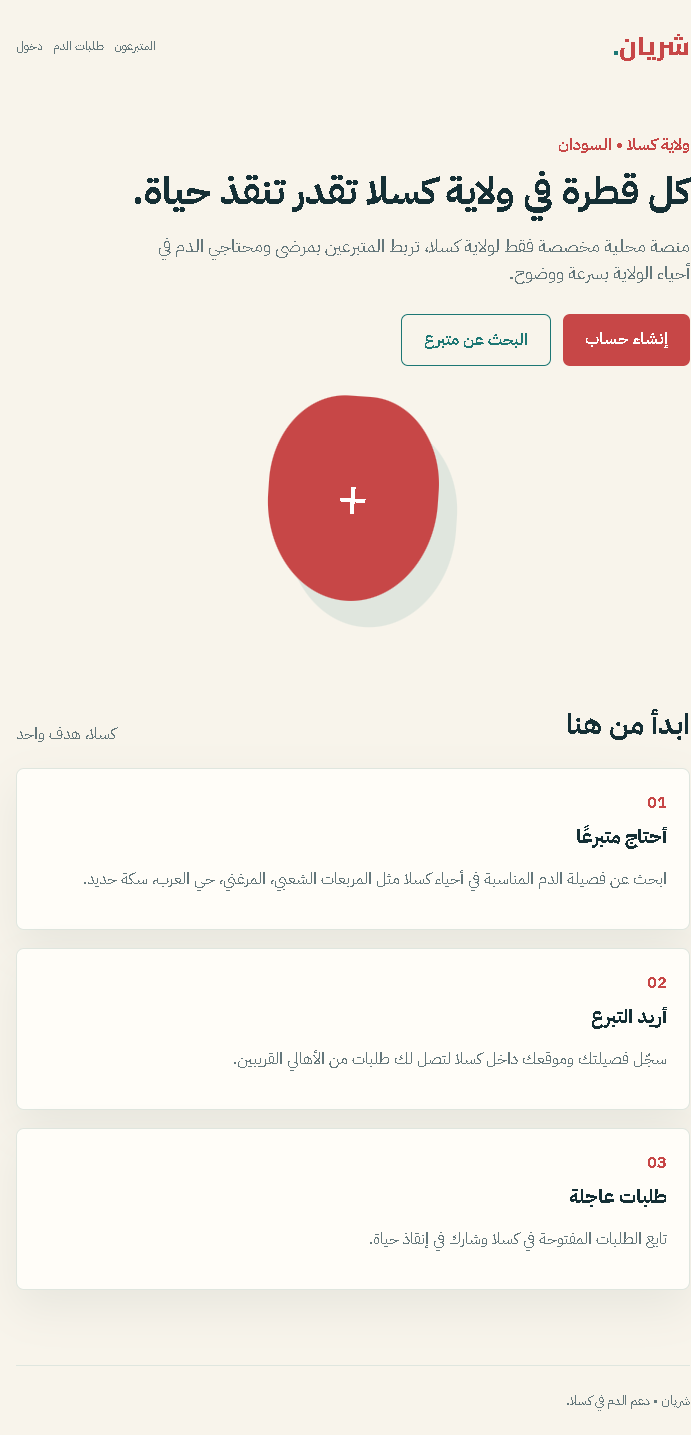 شريان.
المتبرعون طلبات الدم دخول
ولاية كسلا • السودان
كل قطرة في ولاية كسلا تقدر تنقذ حياة.
منصة محلية مخصصة فقط لولاية كسلا، تربط المتبرعين بمرضى ومحتاجي الدم في
أحياء الولاية بسرعة ووضوح.
إنشاء حساب
البحث عن متبرع
+
ابدأ من هنا
كسلا، هدف واحد
01
أحتاج متبرعًا
ابحث عن فصيلة الدم المناسبة في أحياء كسلا مثل المربعات الشعبي، المرغني، حي العرب، سكة حديد.
02
أريد التبرع
سجّل فصيلتك وموقعك داخل كسلا لتصل لك طلبات من الأهالي القريبين.
03
طلبات عاجلة
تابع الطلبات المفتوحة في كسلا وشارك في إنقاذ حياة.
شريان • دعم الدم في كسلا.